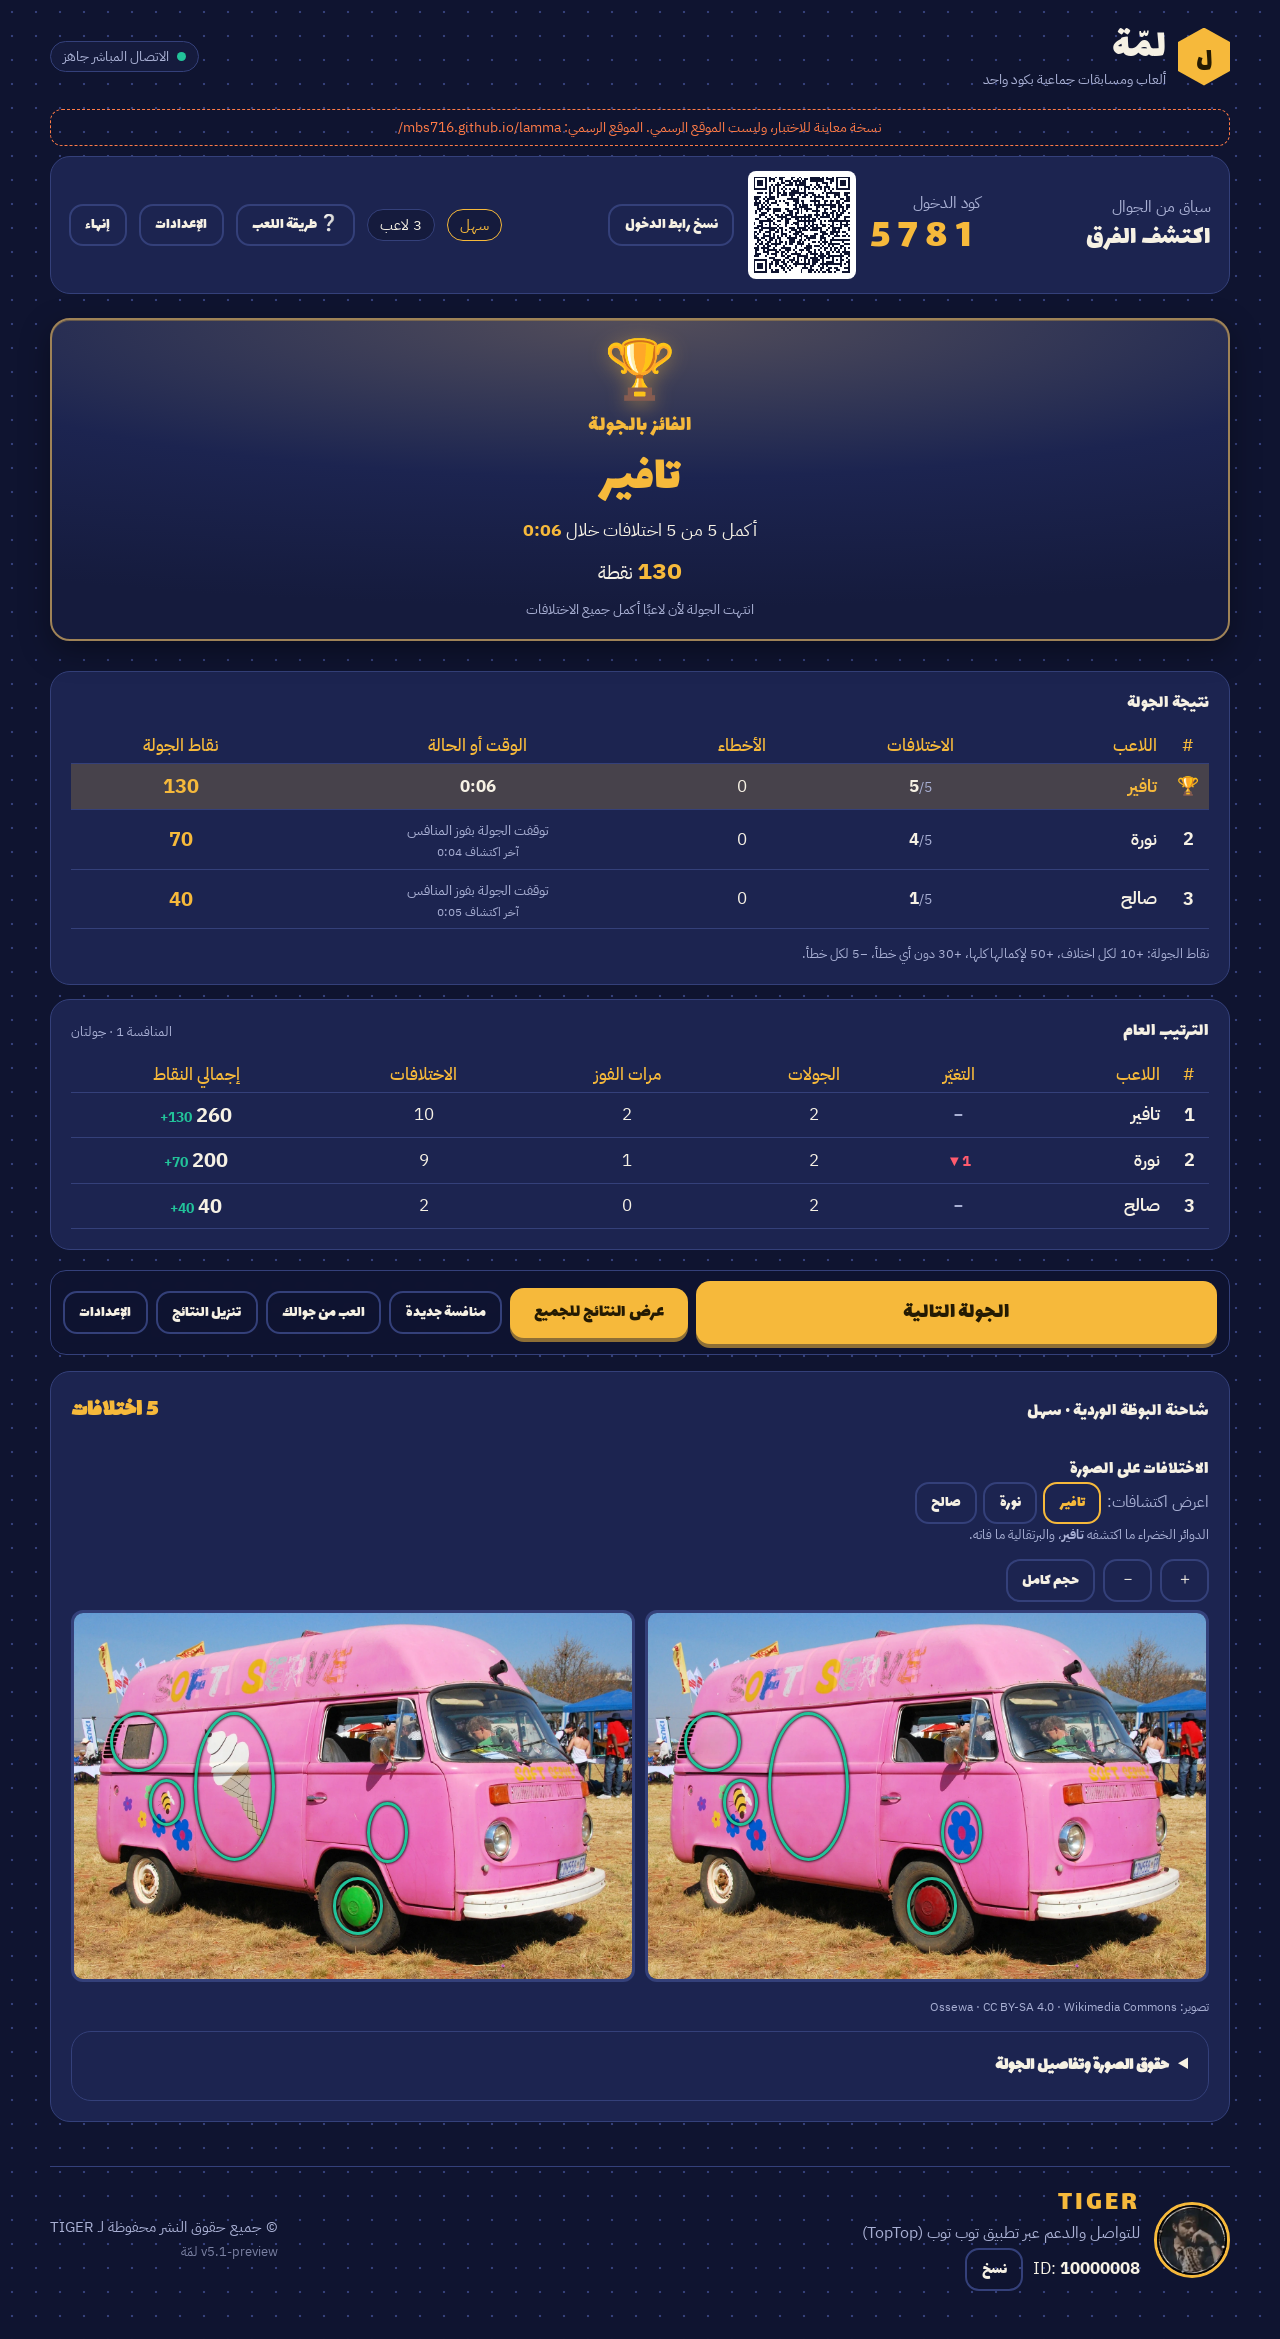 ل
لمّة
ألعاب ومسابقات جماعية بكود واحد
الاتصال المباشر جاهز
نسخة معاينة للاختبار، وليست الموقع الرسمي. الموقع الرسمي: mbs716.github.io/lamma/.
سباق من الجوال
اكتشف الفرق
كود الدخول
5781
نسخ رابط الدخول
سهل
3 لاعب
❔ طريقة اللعب
الإعدادات
إنهاء
🏆
الفائز بالجولة
تافير
أكمل 5 من 5 اختلافات خلال 0:06
130 نقطة
انتهت الجولة لأن لاعبًا أكمل جميع الاختلافات
نتيجة الجولة
# اللاعب الاختلافات الأخطاء الوقت أو الحالة نقاط الجولة
🏆 تافير 5/5 0 0:06 130
2 نورة 4/5 0 توقفت الجولة بفوز المنافس آخر اكتشاف 0:04 70
3 صالح 1/5 0 توقفت الجولة بفوز المنافس آخر اكتشاف 0:05 40
نقاط الجولة: +10 لكل اختلاف، +50 لإكمالها كلها، +30 دون أي خطأ، −5 لكل خطأ.
الترتيب العام
المنافسة 1 · جولتان
# اللاعب التغيّر الجولات مرات الفوز الاختلافات إجمالي النقاط
1 تافير – 2 2 10 260 +130
2 نورة ▼1 2 1 9 200 +70
3 صالح – 2 0 2 40 +40
الجولة التالية
عرض النتائج للجميع
منافسة جديدة
العب من جوالك
تنزيل النتائج
الإعدادات
شاحنة البوظة الوردية · سهل
5 اختلافات
الاختلافات على الصورة
اعرض اكتشافات: تافير نورة صالح
الدوائر الخضراء ما اكتشفه تافير، والبرتقالية ما فاته.
+ − حجم كامل
SOFT SERVE
SOFT SERVE
تصوير: Ossewa · CC BY-SA 4.0 · Wikimedia Commons
◀ حقوق الصورة وتفاصيل الجولة
TIGER
للتواصل والدعم عبر تطبيق توب توب (TopTop)
ID: 10000008
نسخ
© جميع حقوق النشر محفوظة لـ TIGER
لمّة v5.1-preview